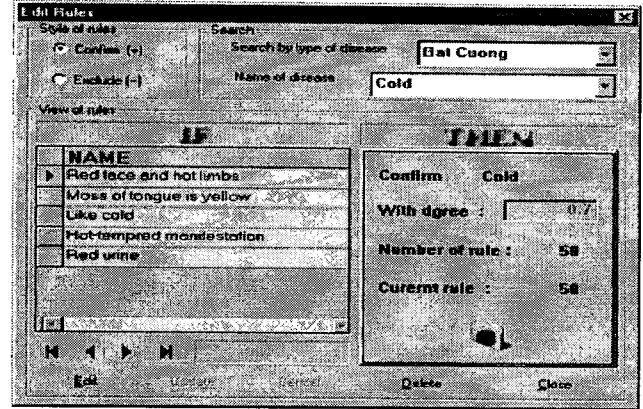 Edit Rules
Style of rules
Confirm (+)
Exclude (-)
Search
Search by type of disease
Bat Cuong
Name of disease
Cold
View of rules
IF
NAME
Red face and hot limbs
Moss of tongue is yellow
Like cold
Hot-tempred manidestation
Red urine
THEN
Confirm Cold
With dgree : 0.7
Number of rule : 58
Curernt rule : 58
Edit Update Cancel Delete Close